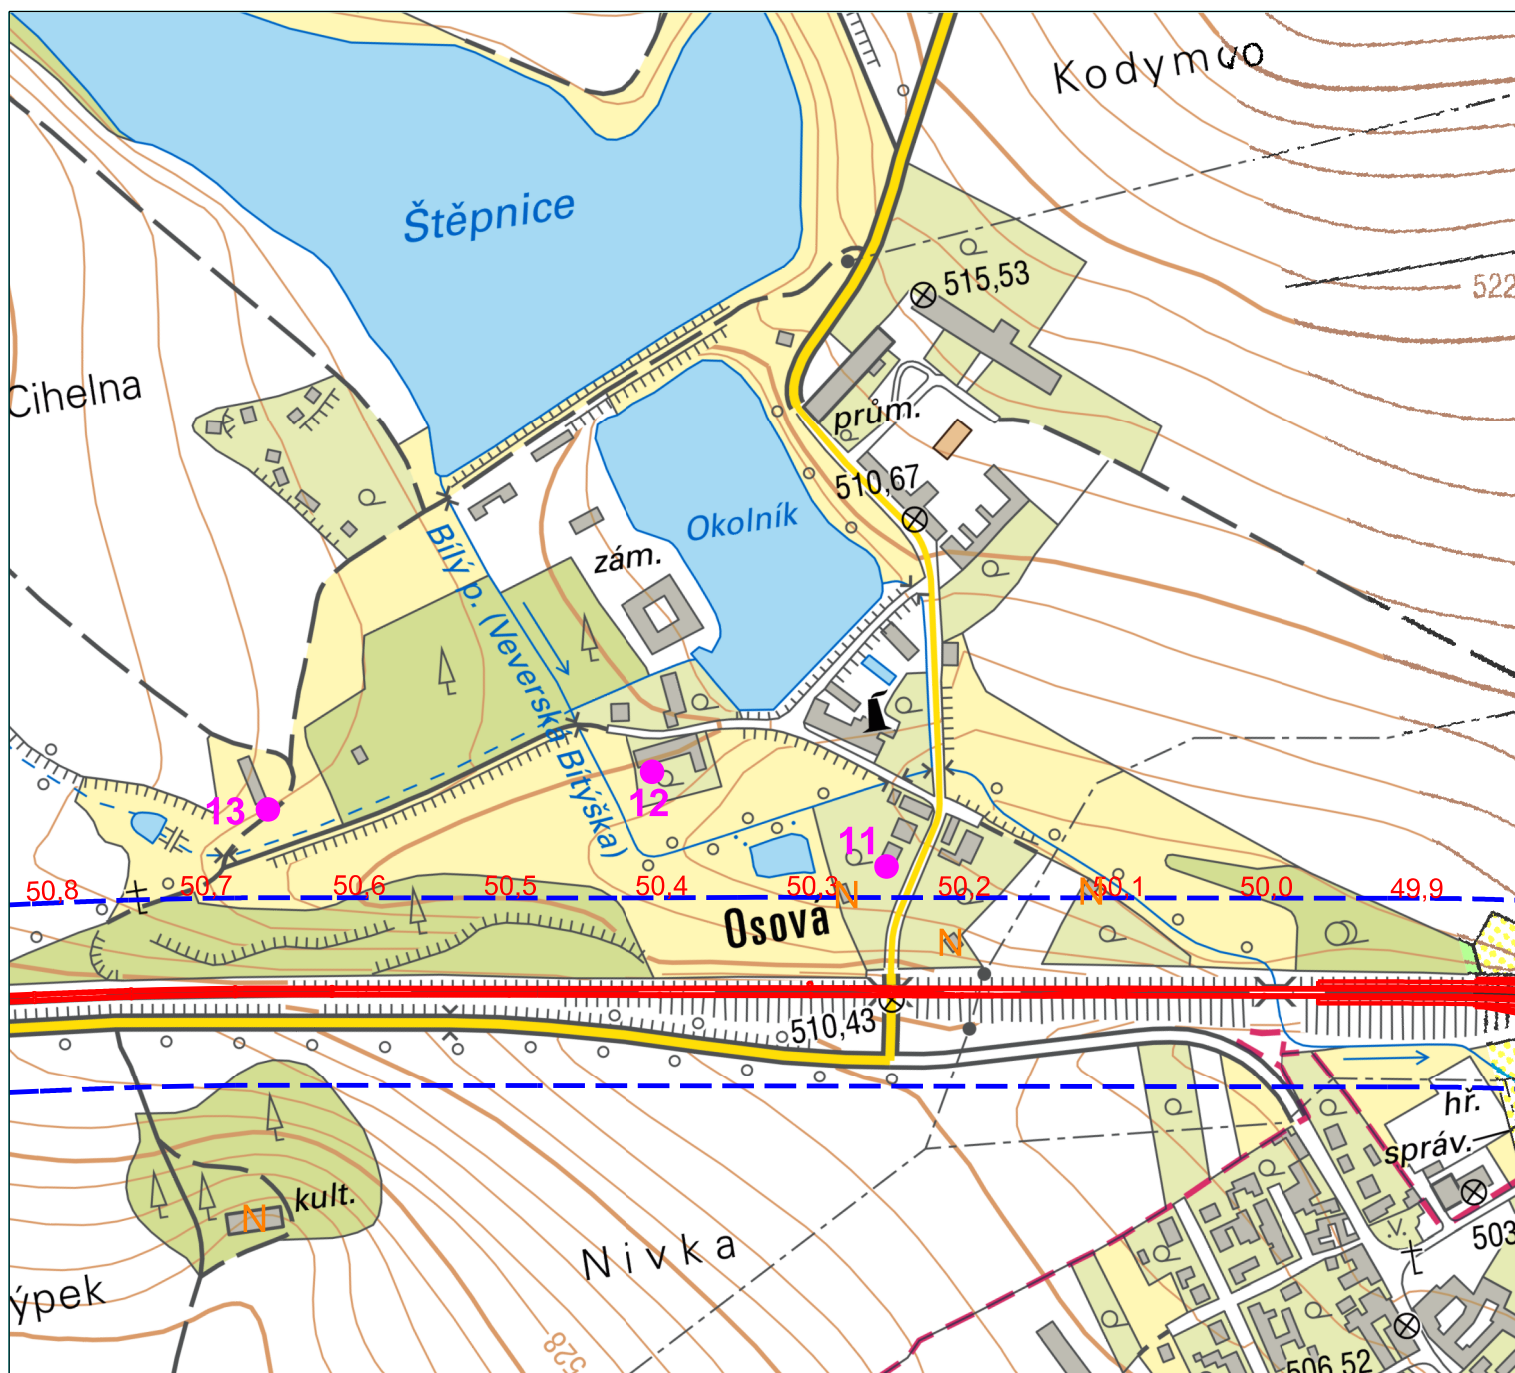 Kodymvo
Štěpnice
515,53
522
Cihelna
prům.
510,67
Okolník
zám.
Bílý p. (Veverská Bítýška)
13
12
11
50,8
50,7
50,6
50,5
50,4
50,3
50,2
50,1
50,0
49,9
N
N
Osová
N
510,43
hř.
správ.
kult.
N
503
Nivka
ýpek
528
506,52